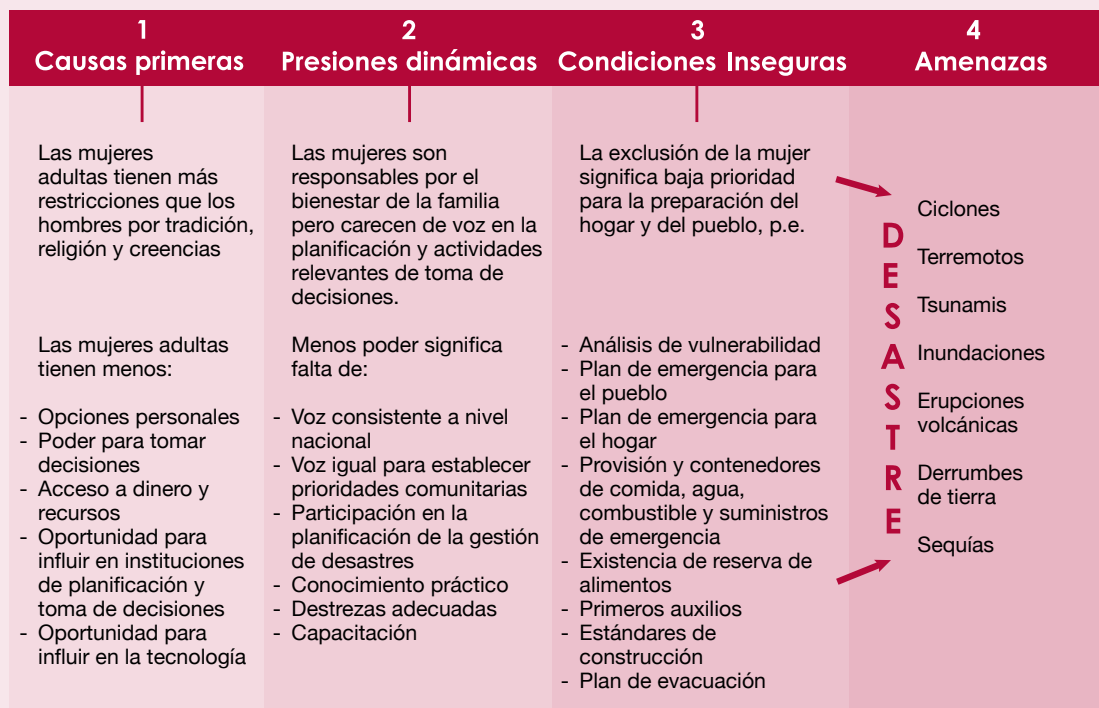 1
Causas primeras
Las mujeres
adultas tienen más
restricciones que los
hombres por tradición,
religión y creencias
Las mujeres adultas
tienen menos:
- Opciones personales
- Poder para tomar
decisiones
- Acceso a dinero y
recursos
- Oportunidad para
influir en instituciones
de planificación y
toma de decisiones
- Oportunidad para
influir en la tecnología
2
Presiones dinámicas
Las mujeres son
responsables por el
bienestar de la familia
pero carecen de voz en la
planificación y actividades
relevantes de toma de
decisiones.
Menos poder significa
falta de:
- Voz consistente a nivel
nacional
- Voz igual para establecer
prioridades comunitarias
- Participación en la
planificación de la gestión
de desastres
- Conocimiento práctico
- Destrezas adecuadas
- Capacitación
3
Condiciones Inseguras
La exclusión de la mujer
significa baja prioridad
para la preparación del
hogar y del pueblo, p.e.
- Análisis de vulnerabilidad
- Plan de emergencia para
el pueblo
- Plan de emergencia para
el hogar
- Provisión y contenedores
de comida, agua,
combustible y suministros
de emergencia
- Existencia de reserva de
alimentos
- Primeros auxilios
- Estándares de
construcción
- Plan de evacuación
4
Amenazas
DESASTRE
Ciclones
Terremotos
Tsunamis
Inundaciones
Erupciones
volcánicas
Derrumbes
de tierra
Sequías